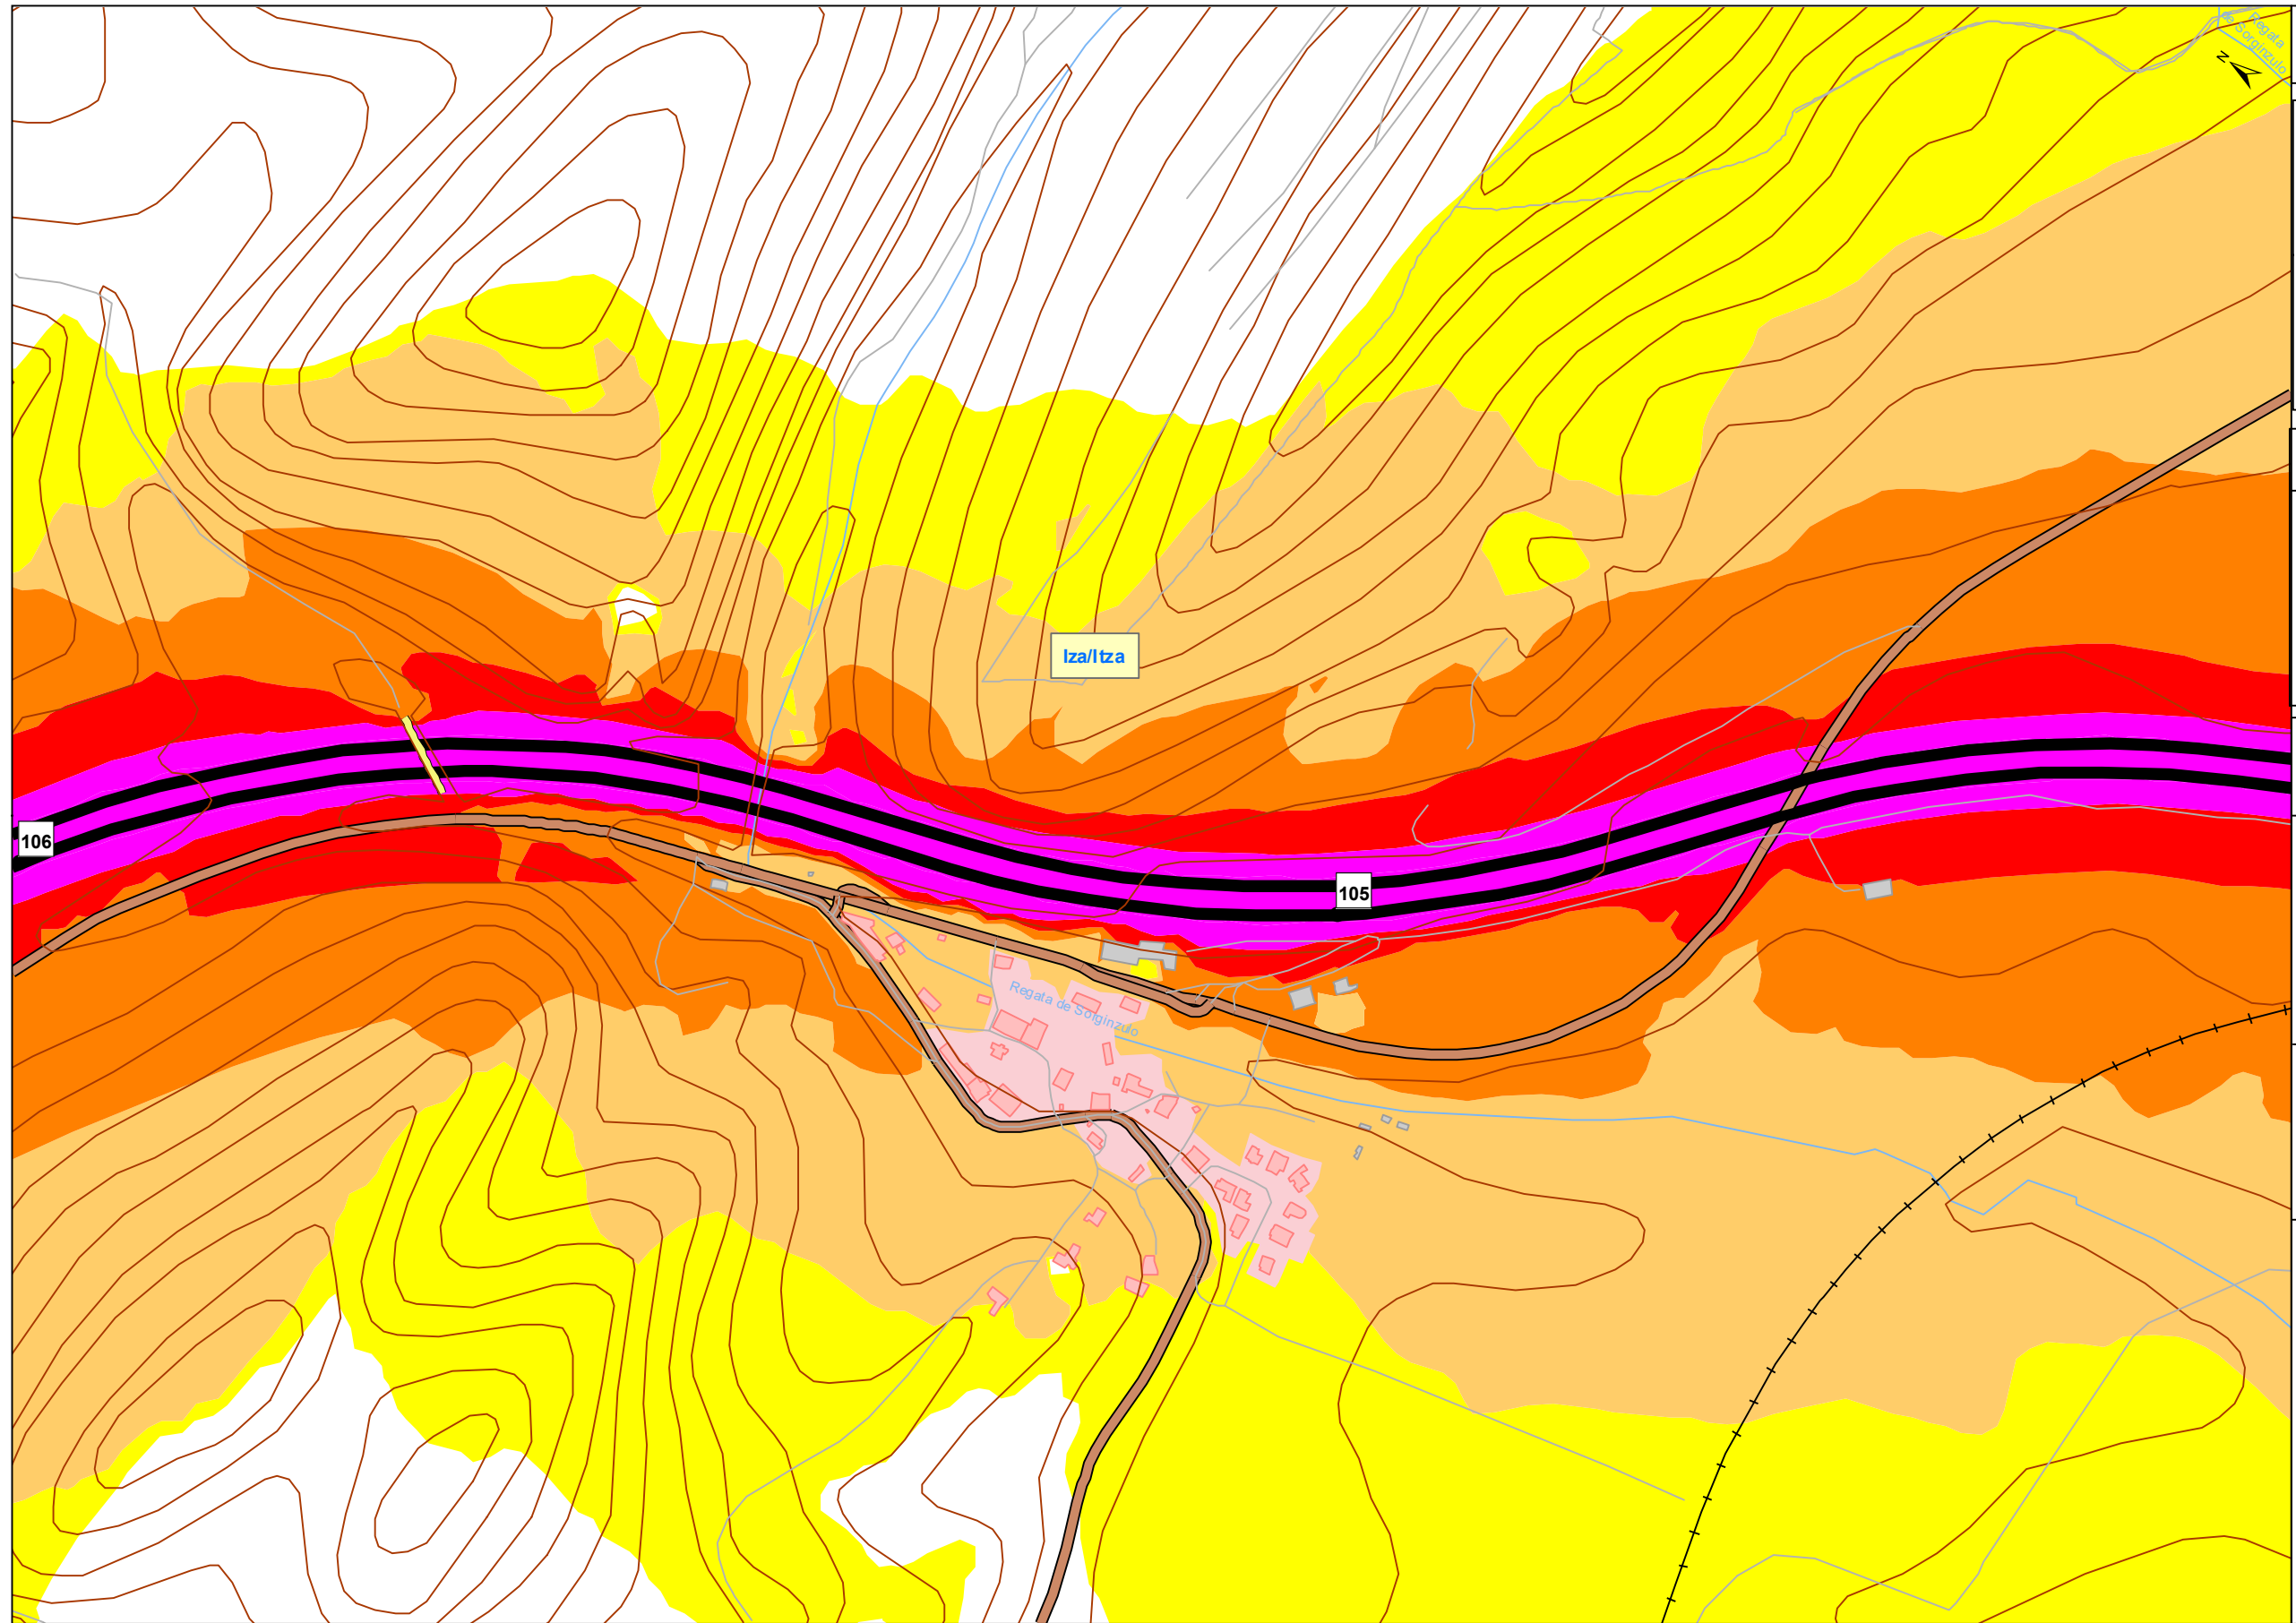 Regata
de Sorginzulo
N
Iza/Itza
106
105
Regata de Sorginzulo